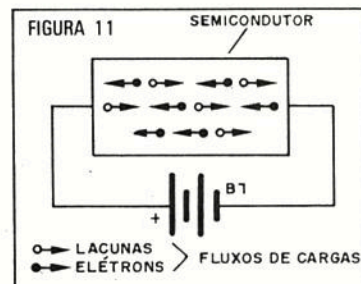 FIGURA 11
SEMICONDUTOR
B1
+
LACUNAS
ELÉTRONS
FLUXOS DE CARGAS